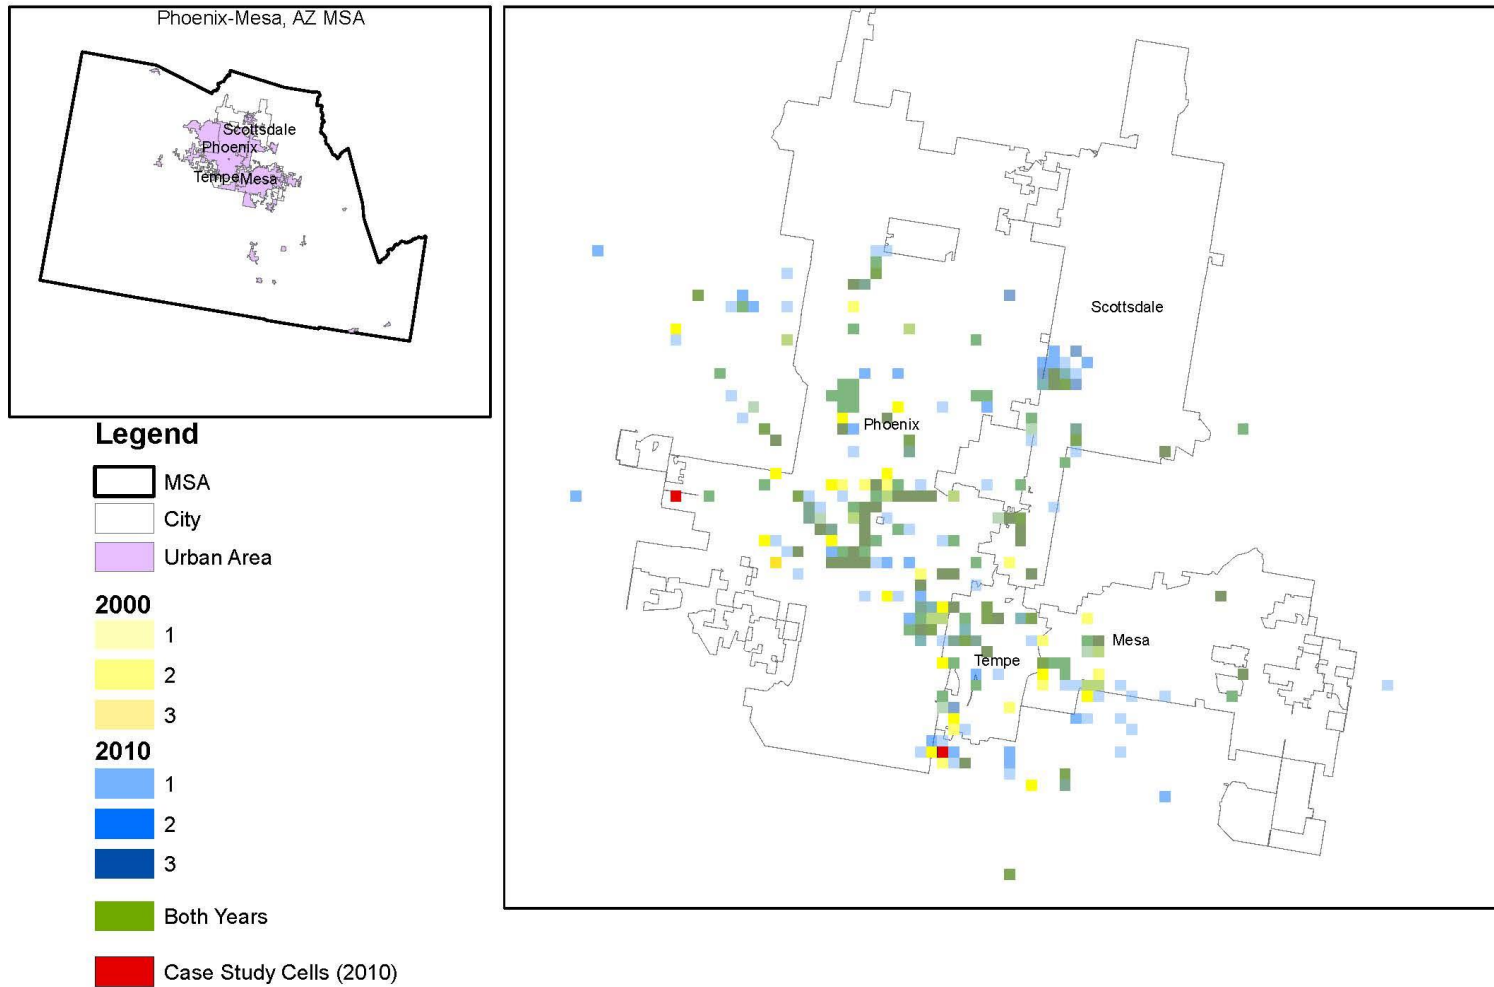 Phoenix-Mesa, AZ MSA
Scottsdale
Phoenix
Tempe
Mesa
Legend
MSA
City
Urban Area
2000
1
2
3
2010
1
2
3
Both Years
Case Study Cells (2010)
Scottsdale
Phoenix
Mesa
Tempe